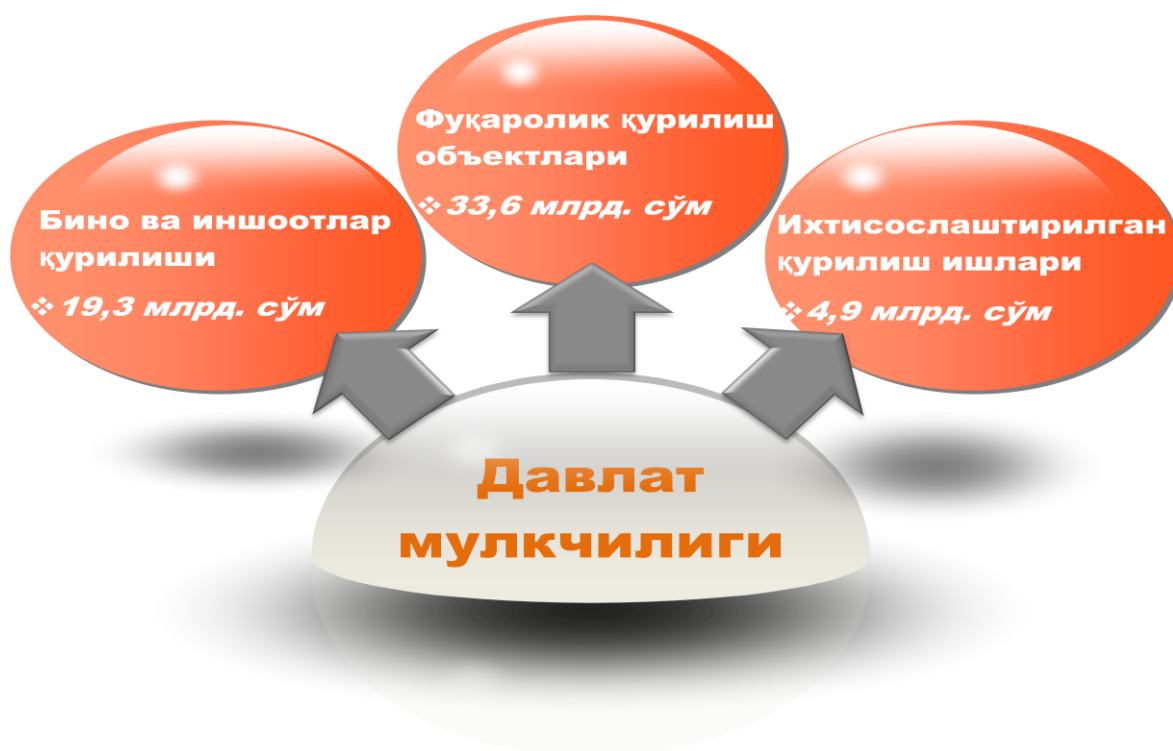 Фуқаролик қурилиш
объектлари
❖ 33,6 млрд. сўм
Бино ва иншоотлар
қурилиши
❖ 19,3 млрд. сўм
Ихтисослаштирилган
қурилиш ишлари
❖ 4,9 млрд. сўм
Давлат
мулкчилиги